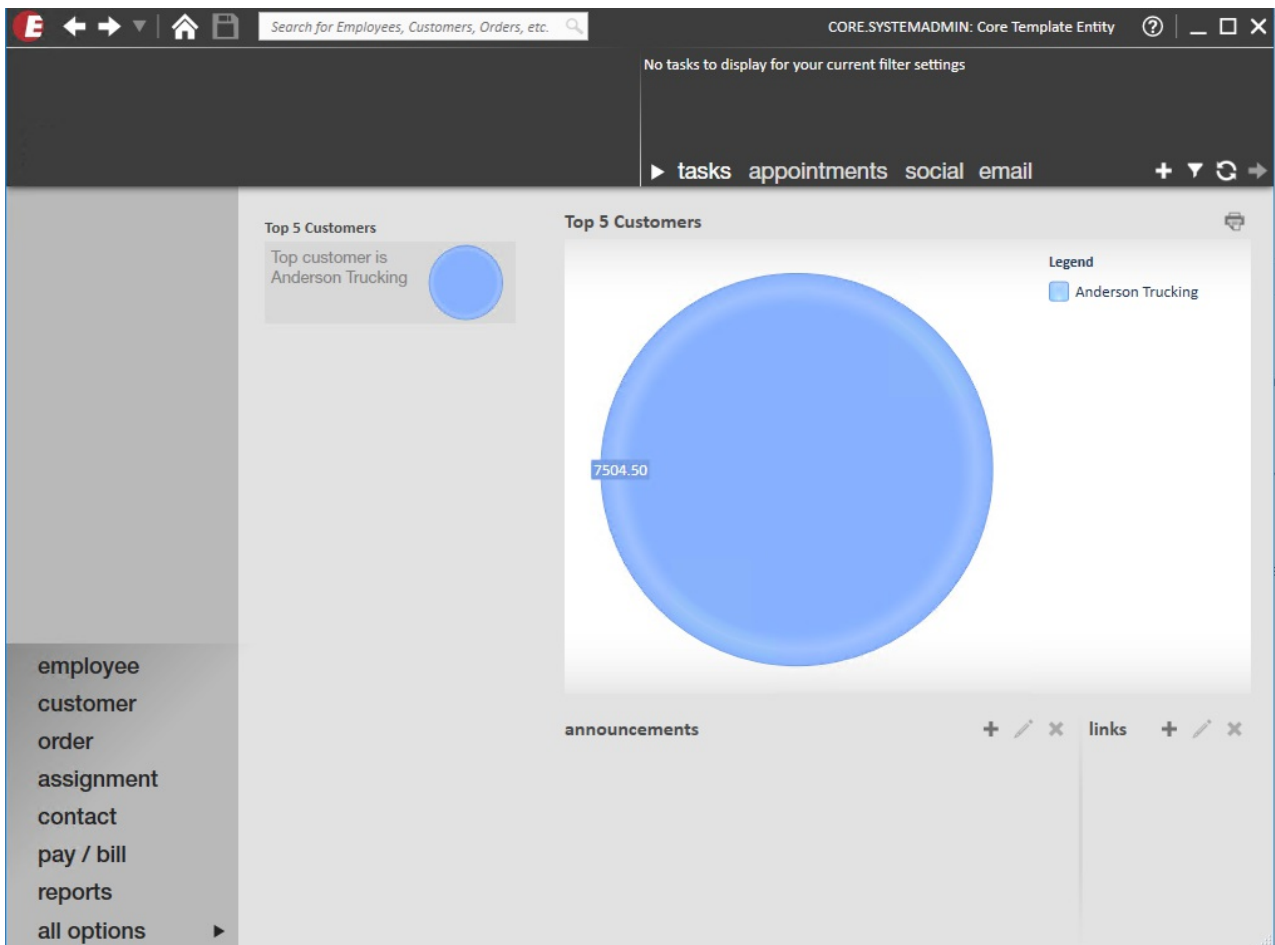 E
Search for Employees, Customers, Orders, etc.
CORE.SYSTEMADMIN: Core Template Entity
No tasks to display for your current filter settings
tasks appointments social email
Top 5 Customers
Top customer is
Anderson Trucking
Top 5 Customers
Legend
Anderson Trucking
7504.50
announcements
links
employee
customer
order
assignment
contact
pay / bill
reports
all options